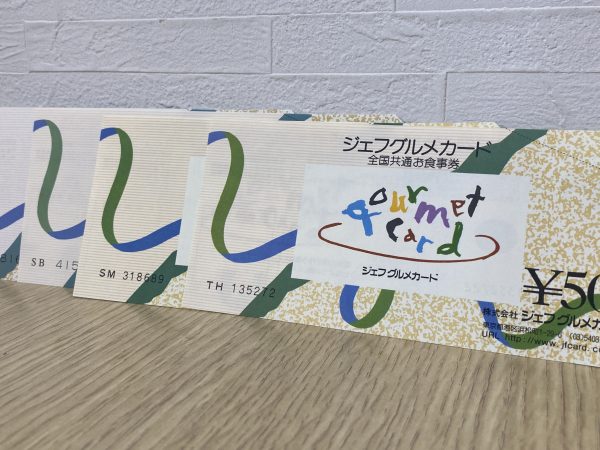 ジェフグルメカード
全国共通お食事券
gourmet
card
ジェフグルメカード
¥50
株式会社 ジェフグルメカ
URL http://www.jfcard.c
SB 415
SM 318689
TH 135272